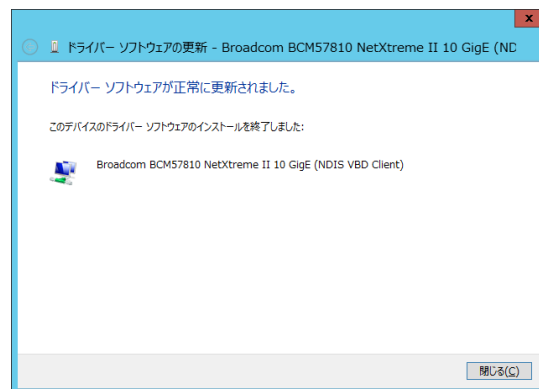 ドライバー ソフトウェアの更新 - Broadcom BCM57810 NetXtreme II 10 GigE (ND
ドライバー ソフトウェアが正常に更新されました。
このデバイスのドライバー ソフトウェアのインストールを終了しました:
Broadcom BCM57810 NetXtreme II 10 GigE (NDIS VBD Client)
閉じる(C)